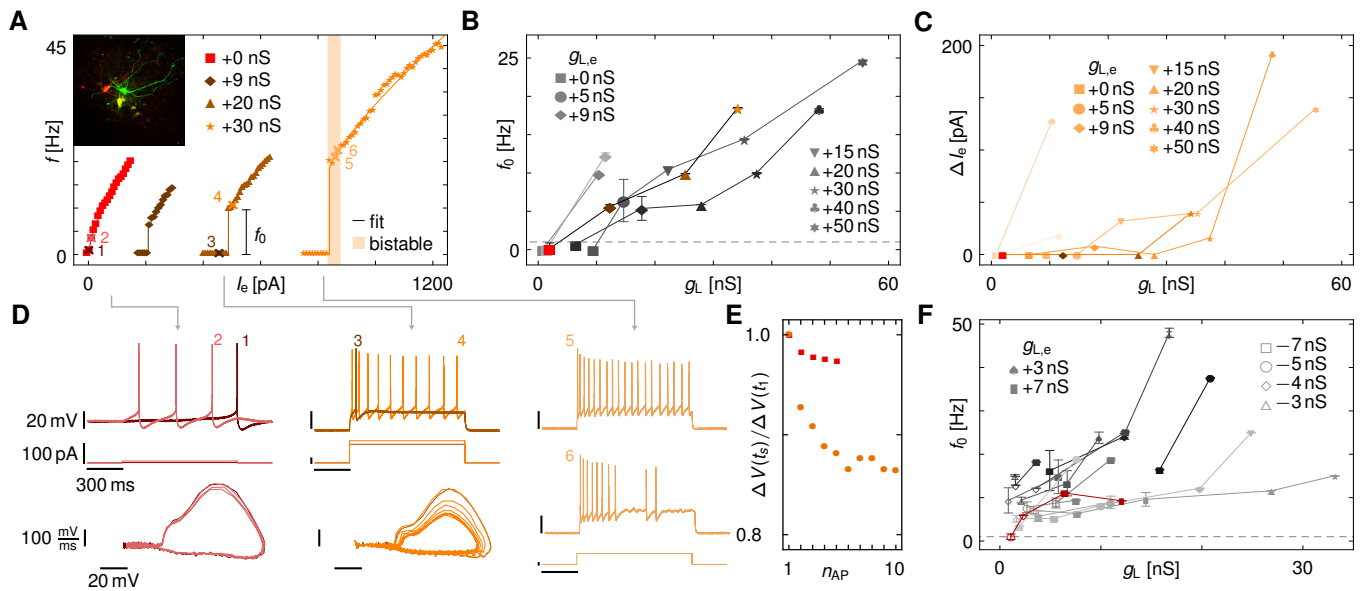 A
45
f [Hz]
0
+0 nS
+9 nS
+20 nS
+30 nS
6
5
4
2
1
3
f0
fit
bistable
0
Ie [pA]
1200
B
25
f0 [Hz]
0
gL,e
+0 nS
+5 nS
+9 nS
+15 nS
+20 nS
+30 nS
+40 nS
+50 nS
0
gL [nS]
60
C
200
Δ Ie [pA]
0
gL,e
+0 nS
+5 nS
+9 nS
+15 nS
+20 nS
+30 nS
+40 nS
+50 nS
0
gL [nS]
60
D
2
1
20 mV
100 pA
300 ms
100 mV/ms
20 mV
3
4
5
6
E
1.0
Δ V(ts) / Δ V(t1)
0.8
1
nAP
10
F
50
f0 [Hz]
0
gL,e
+3 nS
+7 nS
−7 nS
−5 nS
−4 nS
−3 nS
0
gL [nS]
30